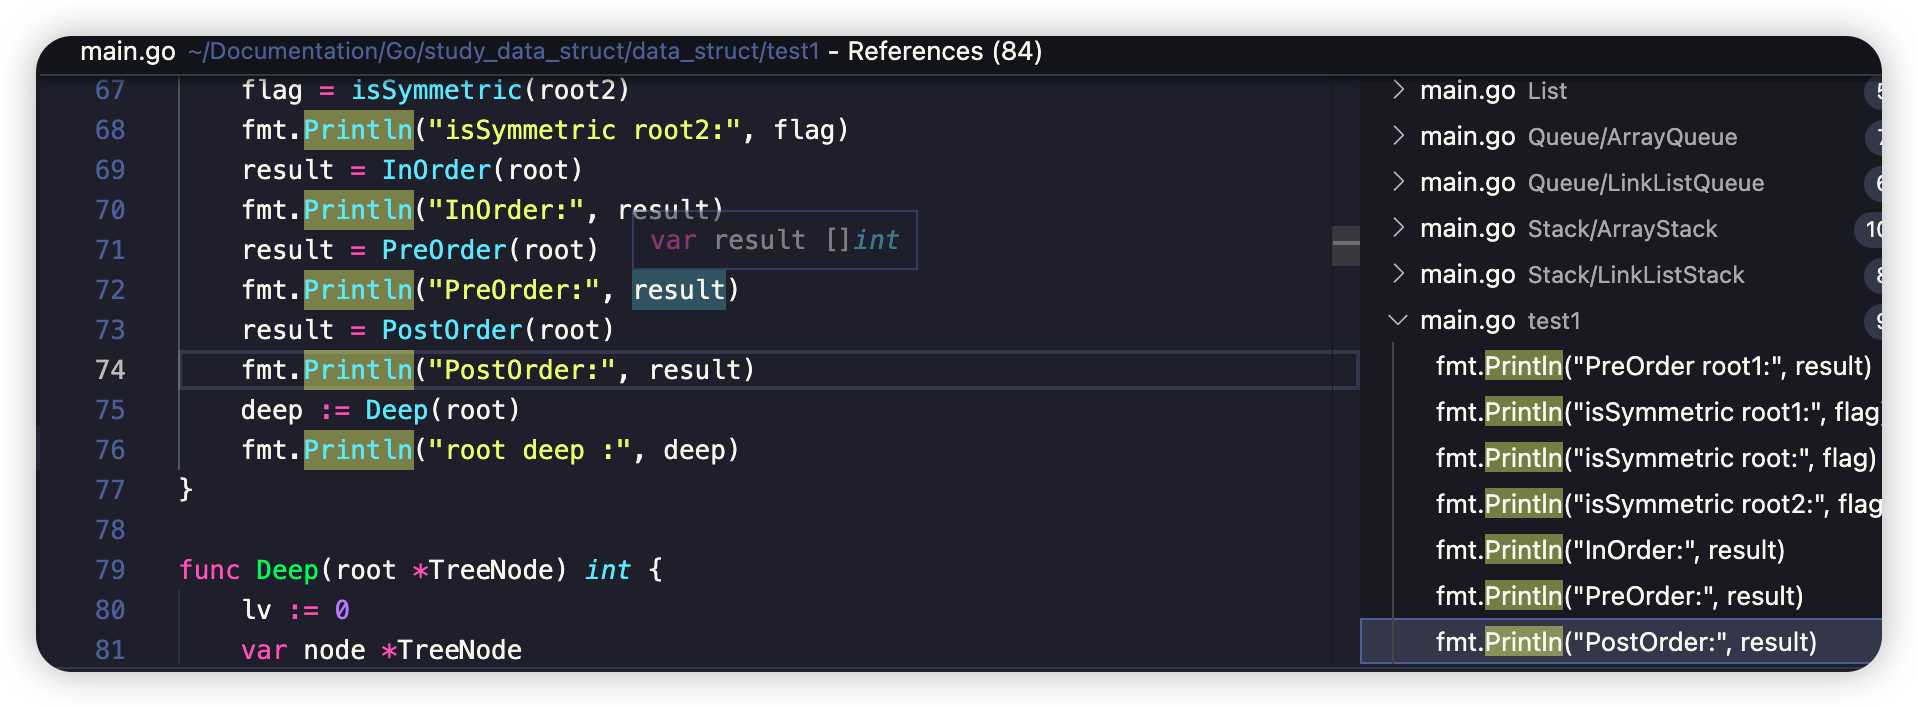 main.go ~/Documentation/Go/study_data_struct/data_struct/test1 - References (84)
67 flag = isSymmetric(root2)
68 fmt.Println("isSymmetric root2:", flag)
69 result = InOrder(root)
70 fmt.Println("InOrder:", result)
var result []int
71 result = PreOrder(root)
72 fmt.Println("PreOrder:", result)
73 result = PostOrder(root)
74 fmt.Println("PostOrder:", result)
75 deep := Deep(root)
76 fmt.Println("root deep :", deep)
77 }
78
79 func Deep(root *TreeNode) int {
80 lv := 0
81 var node *TreeNode
main.go List
main.go Queue/ArrayQueue
main.go Queue/LinkListQueue
main.go Stack/ArrayStack 10
main.go Stack/LinkListStack
main.go test1
fmt.Println("PreOrder root1:", result)
fmt.Println("isSymmetric root1:", flag)
fmt.Println("isSymmetric root:", flag)
fmt.Println("isSymmetric root2:", flag
fmt.Println("InOrder:", result)
fmt.Println("PreOrder:", result)
fmt.Println("PostOrder:", result)